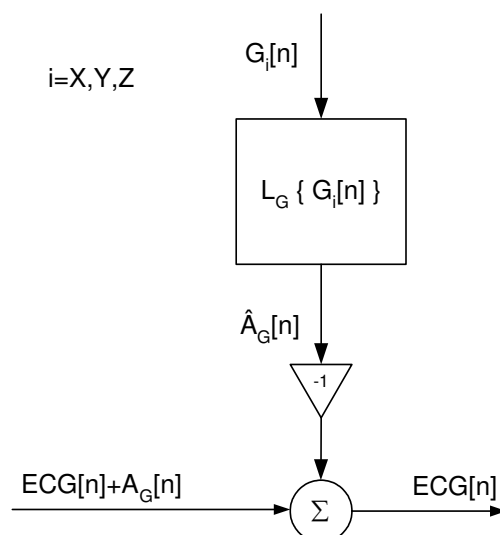 G_i[n]
i=X,Y,Z
L_G { G_i[n] }
Â_G[n]
-1
ECG[n]+A_G[n]
ECG[n]
Σ